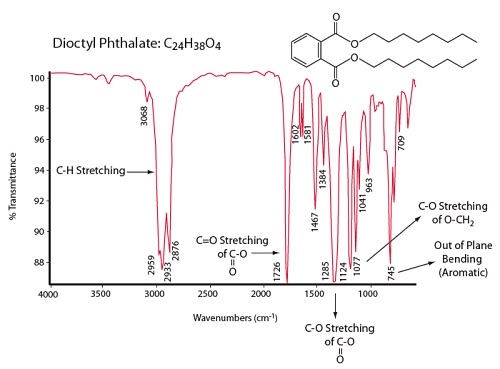 Dioctyl Phthalate: C24H38O4
O
O
O
O
100
98
96
94
92
90
88
% Transmittance
3068
C-H Stretching
2959
2933
2876
C=O Stretching
of C-O
O
1726
1602
1581
1467
1384
1285
1124
1077
1041
963
745
709
C-O Stretching
of O-CH2
Out of Plane
Bending
(Aromatic)
4000
3500
3000
2500
2000
1500
1000
Wavenumbers (cm-1)
C-O Stretching
of C-O
O